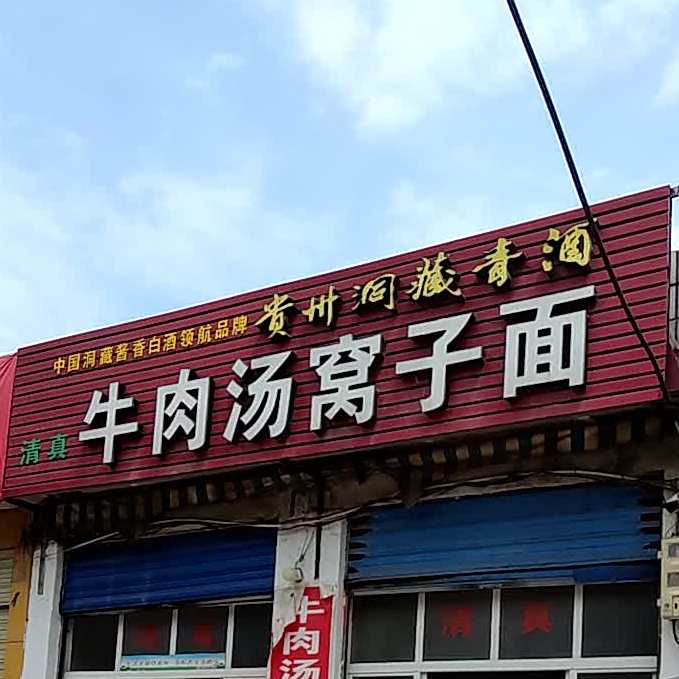 中国洞藏酱香白酒领航品牌
贵州洞藏青酒
清真
牛肉汤窝子面
牛肉汤
清真